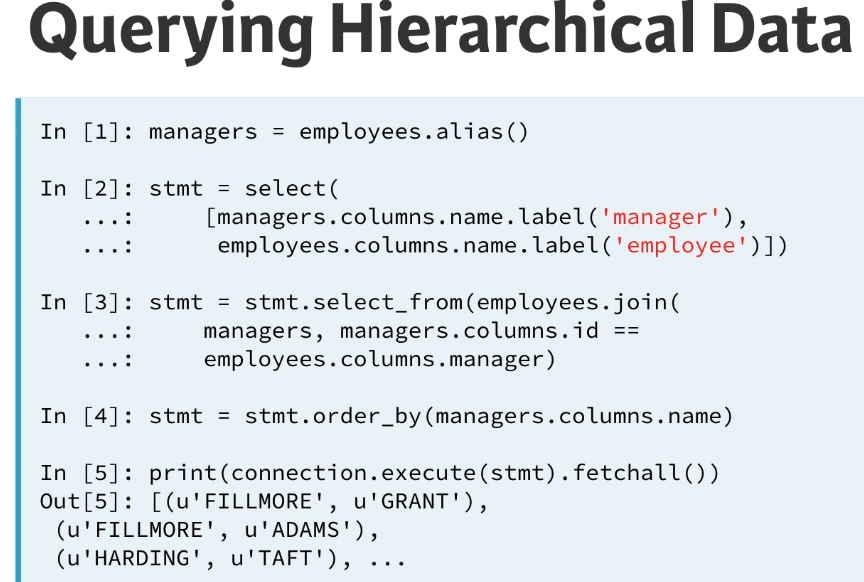 Querying Hierarchical Data
In [1]: managers = employees.alias()
In [2]: stmt = select(
   ...:     [managers.columns.name.label('manager'),
   ...:      employees.columns.name.label('employee')])
In [3]: stmt = stmt.select_from(employees.join(
   ...:     managers, managers.columns.id ==
   ...:     employees.columns.manager)
In [4]: stmt = stmt.order_by(managers.columns.name)
In [5]: print(connection.execute(stmt).fetchall())
Out[5]: [(u'FILLMORE', u'GRANT'),
 (u'FILLMORE', u'ADAMS'),
 (u'HARDING', u'TAFT'), ...